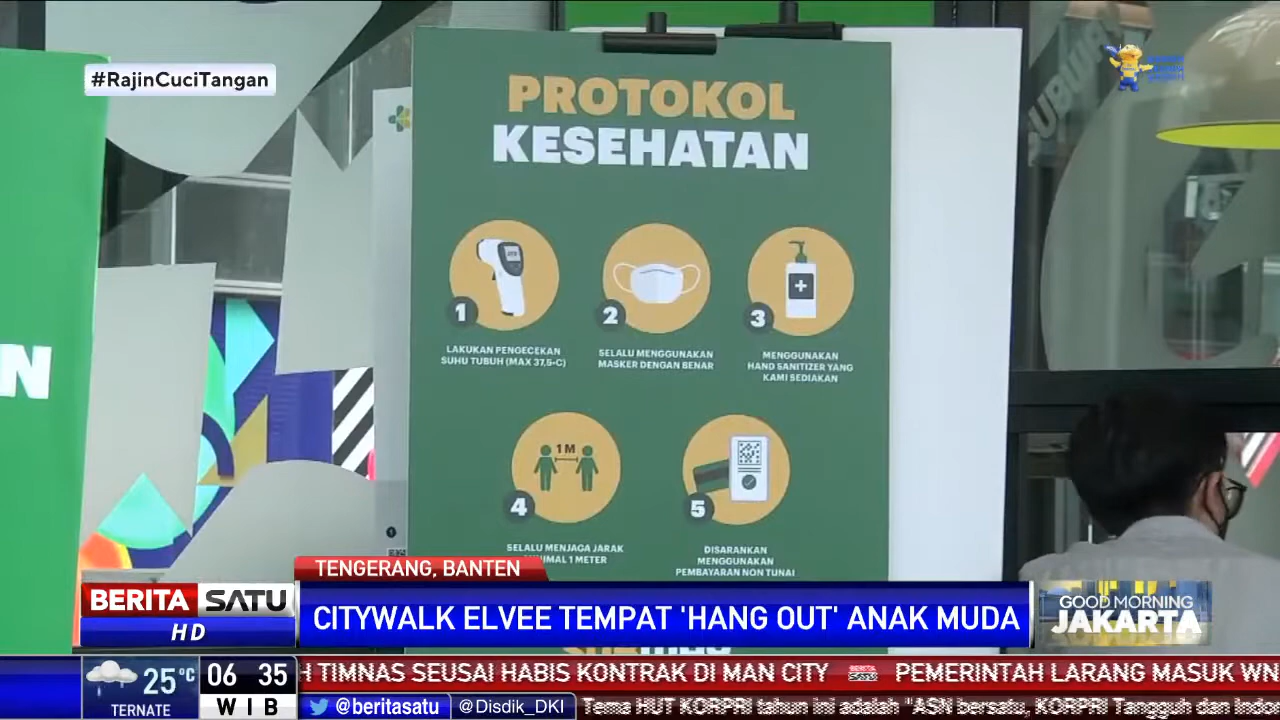 #RajinCuciTangan
PROTOKOL
KESEHATAN
1
LAKUKAN PENGECEKAN
SUHU TUBUH (MAX 37,5°C)
2
SELALU MENGGUNAKAN
MASKER DENGAN BENAR
3
MENGGUNAKAN
HAND SANITIZER YANG
KAMI SEDIAKAN
1 M
4
SELALU MENJAGA JARAK
1 METER
5
DISARANKAN
MENGGUNAKAN
PEMBAYARAN NON TUNAI
N
TENGERANG, BANTEN
BERITA SATU
HD
CITYWALK ELVEE TEMPAT 'HANG OUT' ANAK MUDA
GOOD MORNING
JAKARTA
25°C
TERNATE
06 35
WIB
H TIMNAS SEUSAI HABIS KONTRAK DI MAN CITY
PEMERINTAH LARANG MASUK WN
@beritasatu
@Disdik_DKI
Tema HUT KORPRI tahun ini adalah "ASN bersatu, KORPRI Tangguh dan Indon